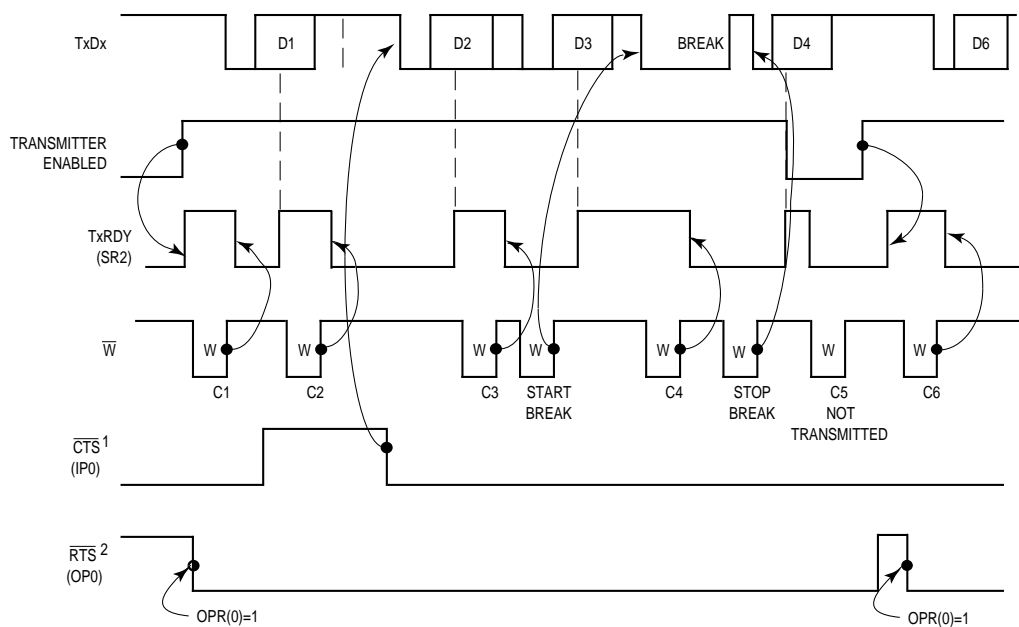 TxDx
D1
D2
D3
BREAK
D4
D6
TRANSMITTER
ENABLED
TxRDY
(SR2)
W
W W W W W W W W
C1 C2 C3 START
BREAK
C4 STOP
BREAK
C5
NOT
TRANSMITTED
C6
CTS 1
(IP0)
RTS 2
(OP0)
OPR(0)=1
OPR(0)=1